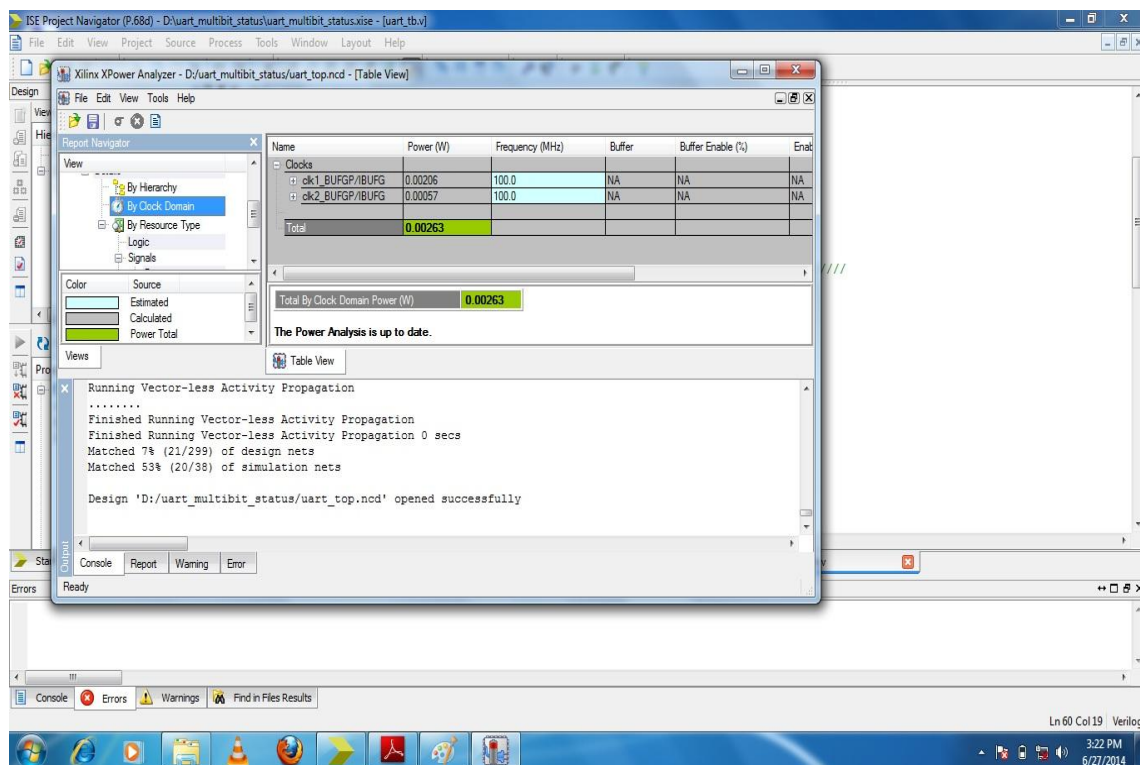 ISE Project Navigator (P.68d) - D:\uart_multibit_status\uart_multibit_status.xise - [uart_tb.v]
File Edit View Project Source Process Tools Window Layout Help
Xilinx XPower Analyzer - D:/uart_multibit_status/uart_top.ncd - [Table View]
Design
File Edit View Tools Help
View
Hie
Report Navigator
View
By Hierarchy
By Clock Domain
By Resource Type
Logic
Signals
Name Power (W) Frequency (MHz) Buffer Buffer Enable (%) Enab
Clocks
clk1_BUFGP/IBUFG 0.00206 100.0 NA NA NA
clk2_BUFGP/IBUFG 0.00057 100.0 NA NA NA
Total 0.00263
////
Color Source
Estimated
Calculated
Power Total
Total By Clock Domain Power (W) 0.00263
The Power Analysis is up to date.
Views
Table View
Pro
Running Vector-less Activity Propagation
........
Finished Running Vector-less Activity Propagation
Finished Running Vector-less Activity Propagation 0 secs
Matched 7% (21/299) of design nets
Matched 53% (20/38) of simulation nets
Design 'D:/uart_multibit_status/uart_top.ncd' opened successfully
Output
Console Report Warning Error
Sta
v
Ready
Errors
Console Errors Warnings Find in Files Results
Ln 60 Col 19 Verilog
3:22 PM
6/27/2014